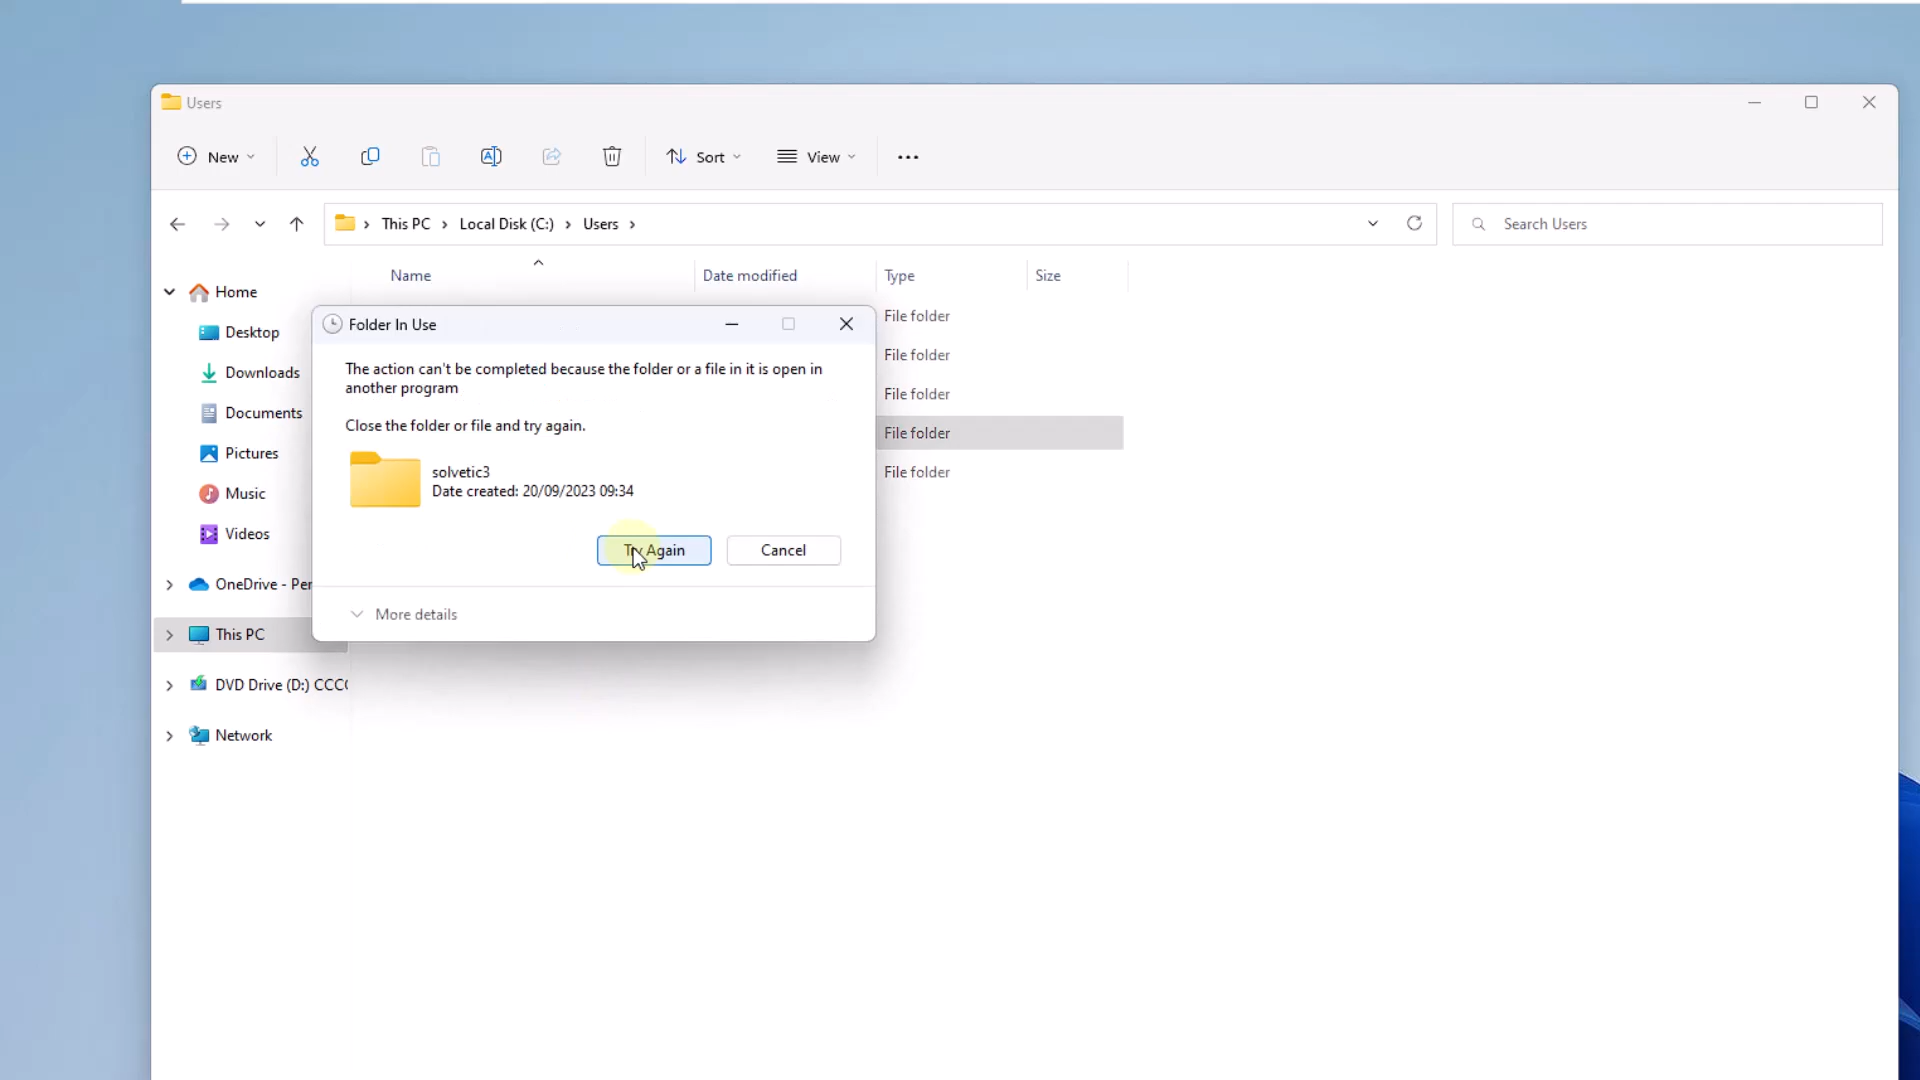 Users
New
Sort
View
This PC
Local Disk (C:)
Users
Search Users
Name
Date modified
Type
Size
Home
Desktop
Downloads
Documents
Pictures
Music
Videos
OneDrive - Per
This PC
DVD Drive (D:) CCC
Network
File folder
File folder
File folder
File folder
File folder
Folder In Use
The action can't be completed because the folder or a file in it is open in
another program
Close the folder or file and try again.
solvetic3
Date created: 20/09/2023 09:34
Try Again
Cancel
More details